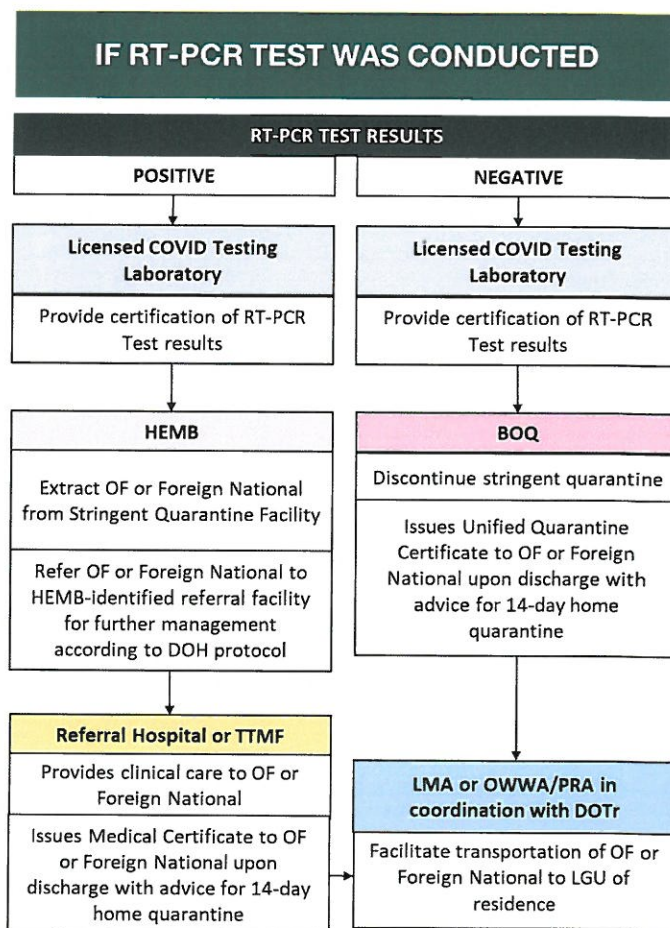 IF RT-PCR TEST WAS CONDUCTED
RT-PCR TEST RESULTS
POSITIVE
Licensed COVID Testing
Laboratory
Provide certification of RT-PCR
Test results
HEMB
Extract OF or Foreign National
from Stringent Quarantine Facility
Refer OF or Foreign National to
HEMB-identified referral facility
for further management
according to DOH protocol
Referral Hospital or TTMF
Provides clinical care to OF or
Foreign National
Issues Medical Certificate to OF
or Foreign National upon
discharge with advice for 14-day
home quarantine
NEGATIVE
Licensed COVID Testing
Laboratory
Provide certification of RT-PCR
Test results
BOQ
Discontinue stringent quarantine
Issues Unified Quarantine
Certificate to OF or Foreign
National upon discharge with
advice for 14-day home
quarantine
LMA or OWWA/PRA in
coordination with DOTr
Facilitate transportation of OF or
Foreign National to LGU of
residence